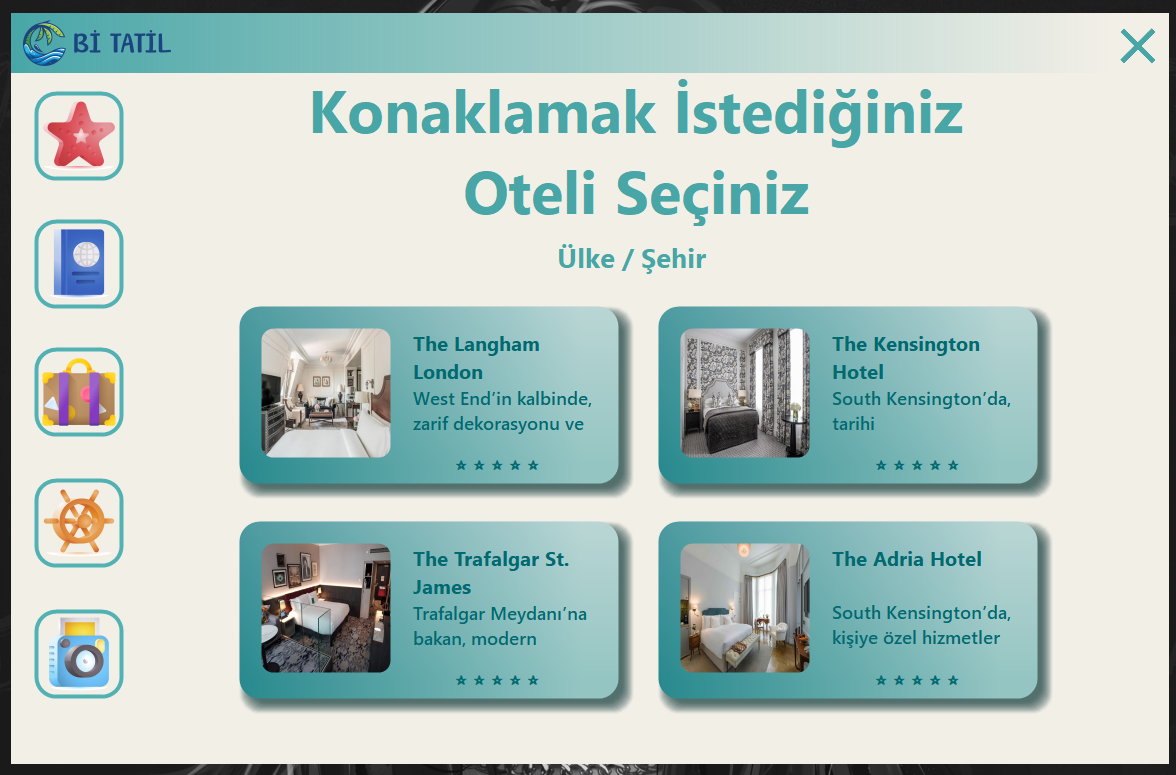 Bİ TATİL
Konaklamak İstediğiniz
Oteli Seçiniz
Ülke / Şehir
The Langham
London
West End’in kalbinde,
zarif dekorasyonu ve
The Kensington
Hotel
South Kensington’da,
tarihi
The Trafalgar St.
James
Trafalgar Meydanı’na
bakan, modern
The Adria Hotel
South Kensington’da,
kişiye özel hizmetler